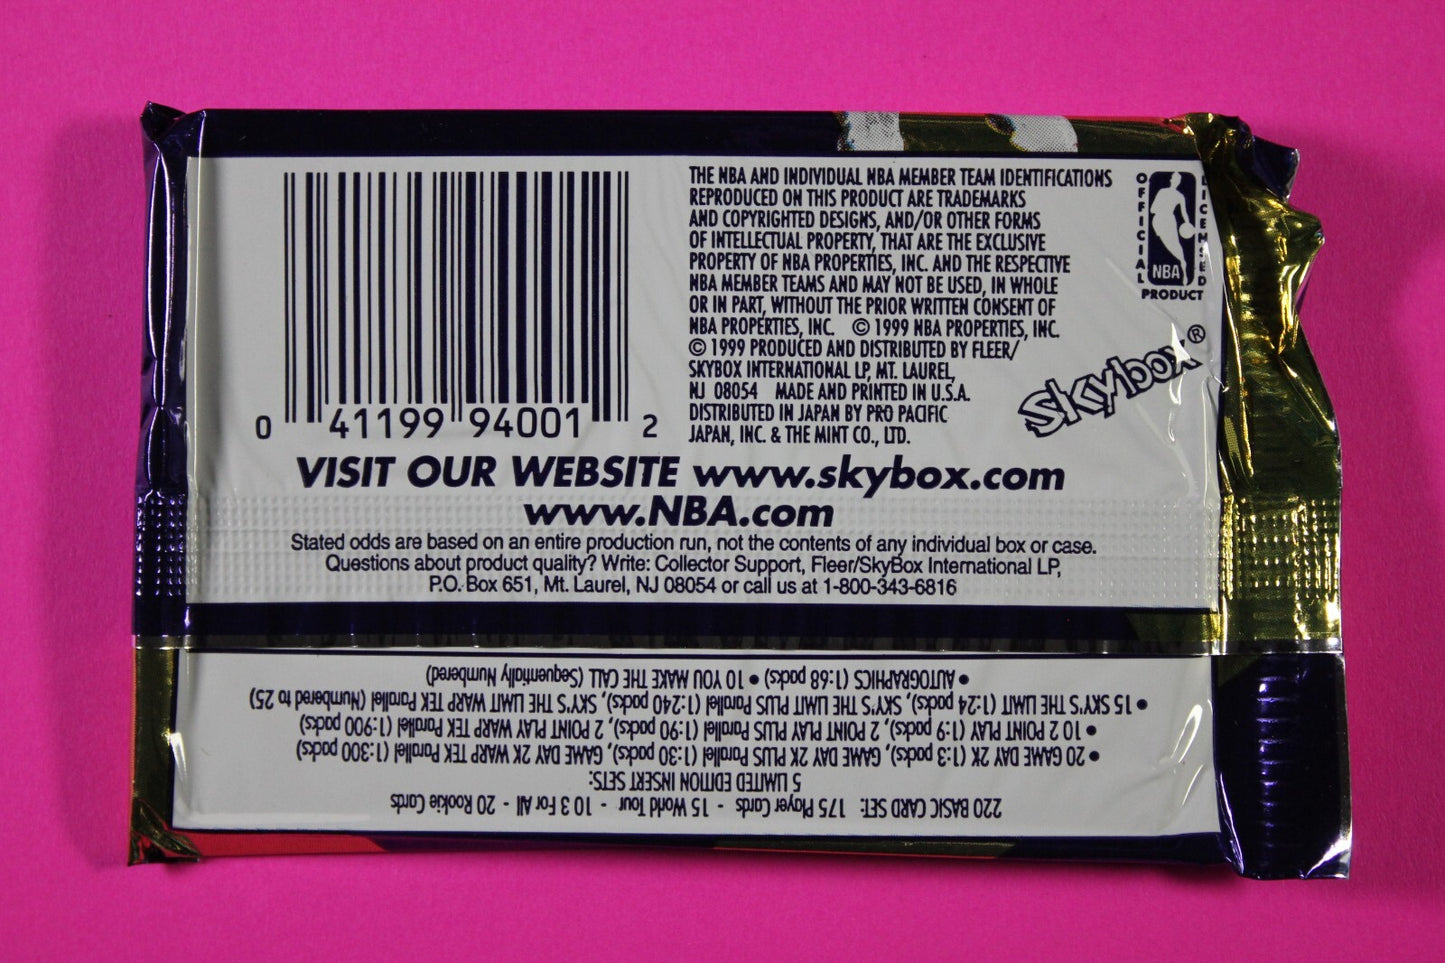 THE NBA AND INDIVIDUAL NBA MEMBER TEAM IDENTIFICATIONS
REPRODUCED ON THIS PRODUCT ARE TRADEMARKS
AND COPYRIGHTED DESIGNS, AND/OR OTHER FORMS
OF INTELLECTUAL PROPERTY, THAT ARE THE EXCLUSIVE
PROPERTY OF NBA PROPERTIES, INC. AND THE RESPECTIVE
NBA MEMBER TEAMS AND MAY NOT BE USED, IN WHOLE
OR IN PART, WITHOUT THE PRIOR WRITTEN CONSENT OF
NBA PROPERTIES, INC. © 1999 NBA PROPERTIES, INC.
© 1999 PRODUCED AND DISTRIBUTED BY FLEER/
SKYBOX INTERNATIONAL LP, MT. LAUREL,
NJ 08054 MADE AND PRINTED IN U.S.A.
DISTRIBUTED IN JAPAN BY PRO PACIFIC
JAPAN, INC. & THE MINT CO., LTD.
OFFICIAL
LICENSED
NBA
PRODUCT
Skybox®
0 41199 94001 2
VISIT OUR WEBSITE www.skybox.com
www.NBA.com
Stated odds are based on an entire production run, not the contents of any individual box or case.
Questions about product quality? Write: Collector Support, Fleer/SkyBox International LP,
P.O. Box 651, Mt. Laurel, NJ 08054 or call us at 1-800-343-6816
220 BASIC CARD SET: 175 Player Cards - 15 World Tour - 10 3 For All - 20 Rookie Cards
5 LIMITED EDITION INSERT SETS:
• 20 GAME DAY 2K (1:3 packs), GAME DAY 2K PLUS Parallel (1:30 packs), GAME DAY 2K WARP TEK Parallel (1:300 packs)
• 10 2 POINT PLAY (1:9 packs), 2 POINT PLAY PLUS Parallel (1:90 packs), 2 POINT PLAY WARP TEK Parallel (1:900 packs)
• 15 SKY'S THE LIMIT (1:24 packs), SKY'S THE LIMIT PLUS Parallel (1:240 packs), SKY'S THE LIMIT WARP TEK Parallel (Numbered to 25)
• AUTOGRAPHICS (1:68 packs) • 10 YOU MAKE THE CALL (Sequentially Numbered)